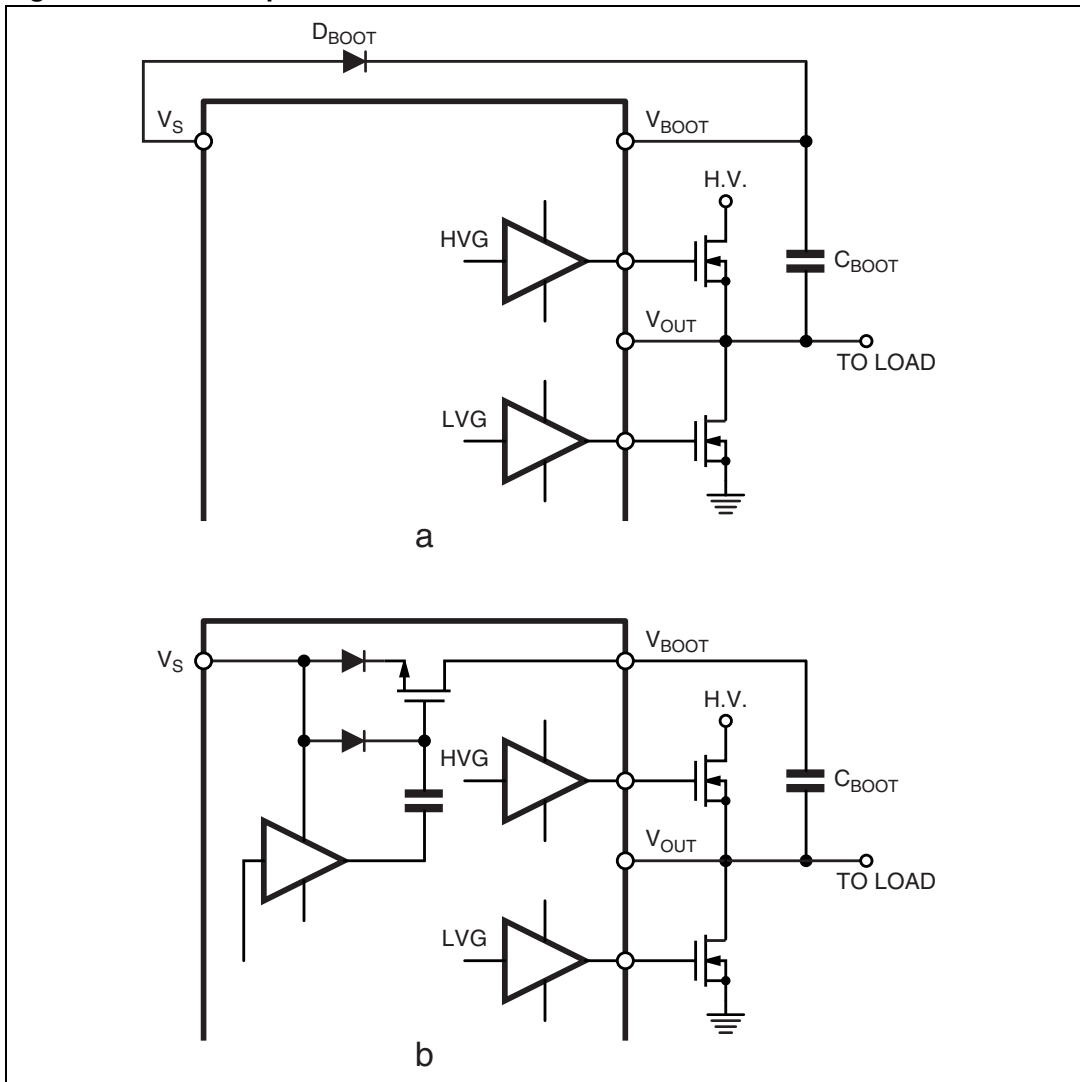 D_BOOT
V_S
V_BOOT
H.V.
HVG
C_BOOT
V_OUT
TO LOAD
LVG
a
V_S
V_BOOT
H.V.
HVG
C_BOOT
V_OUT
TO LOAD
LVG
b